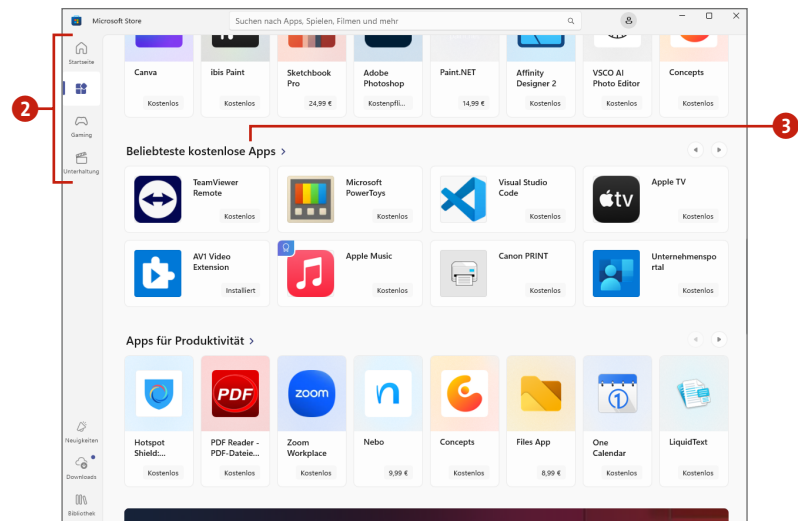 Microsoft Store
Suchen nach Apps, Spielen, Filmen und mehr
2
Startseite
Gaming
Unterhaltung
Canva
Kostenlos
ibis Paint
Kostenlos
Sketchbook
Pro
24,99 €
Adobe
Photoshop
Kostenpfli...
Paint.NET
14,99 €
Affinity
Designer 2
Kostenlos
VSCO AI
Photo Editor
Kostenlos
Concepts
Kostenlos
3
Beliebteste kostenlose Apps >
TeamViewer
Remote
Kostenlos
Microsoft
PowerToys
Kostenlos
Visual Studio
Code
Kostenlos
tv
Apple TV
Kostenlos
AV1 Video
Extension
Installiert
Apple Music
Kostenlos
Canon PRINT
Kostenlos
Unternehmenspo
rtal
Kostenlos
Apps für Produktivität >
Hotspot
Shield:...
Kostenlos
PDF
PDF Reader -
PDF-Dateie...
Kostenlos
zoom
Zoom
Workplace
Kostenlos
n
Nebo
9,99 €
Concepts
Kostenlos
Files App
8,99 €
1
One
Calendar
Kostenlos
LiquidText
Kostenlos
Neuigkeiten
Downloads
Bibliothek